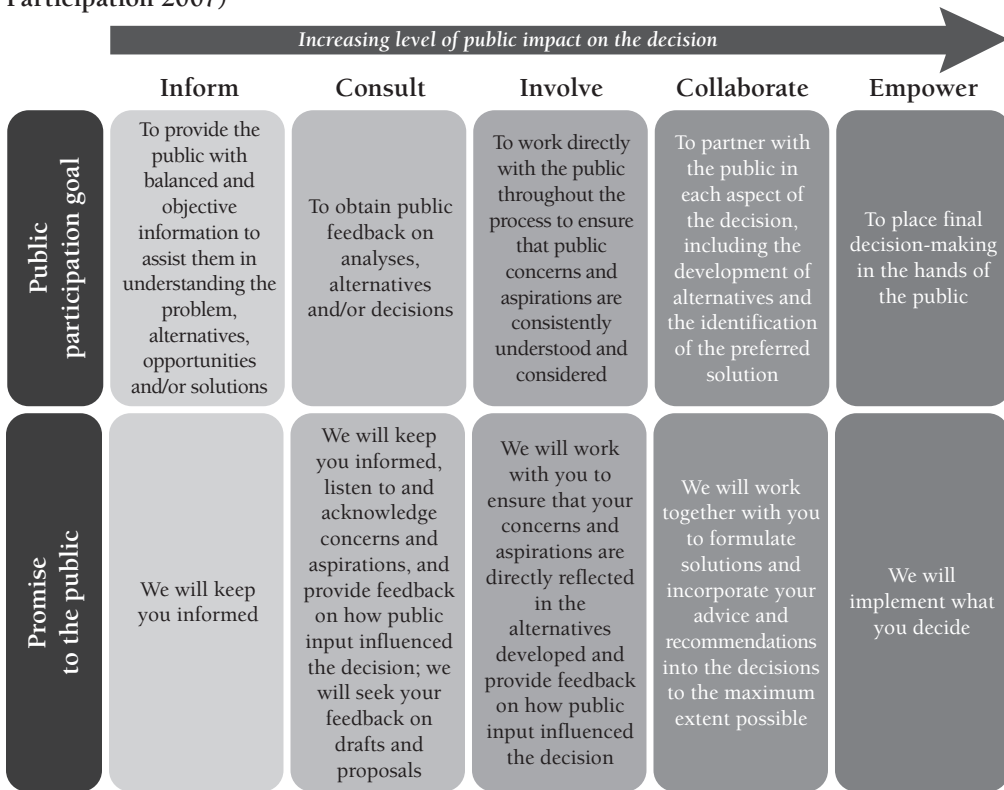 Participation 2007)
Increasing level of public impact on the decision
Inform
Consult
Involve
Collaborate
Empower
Public
participation goal
To provide the
public with
balanced and
objective
information to
assist them in
understanding the
problem,
alternatives,
opportunities
and/or solutions
To obtain public
feedback on
analyses,
alternatives
and/or decisions
To work directly
with the public
throughout the
process to ensure
that public
concerns and
aspirations are
consistently
understood and
considered
To partner with
the public in
each aspect of
the decision,
including the
development of
alternatives and
the identification
of the preferred
solution
To place final
decision-making
in the hands of
the public
Promise
to the public
We will keep
you informed
We will keep
you informed,
listen to and
acknowledge
concerns and
aspirations, and
provide feedback
on how public
input influenced
the decision; we
will seek your
feedback on
drafts and
proposals
We will work
with you to
ensure that your
concerns and
aspirations are
directly reflected
in the
alternatives
developed and
provide feedback
on how public
input influenced
the decision
We will work
together with you
to formulate
solutions and
incorporate your
advice and
recommendations
into the decisions
to the maximum
extent possible
We will
implement what
you decide